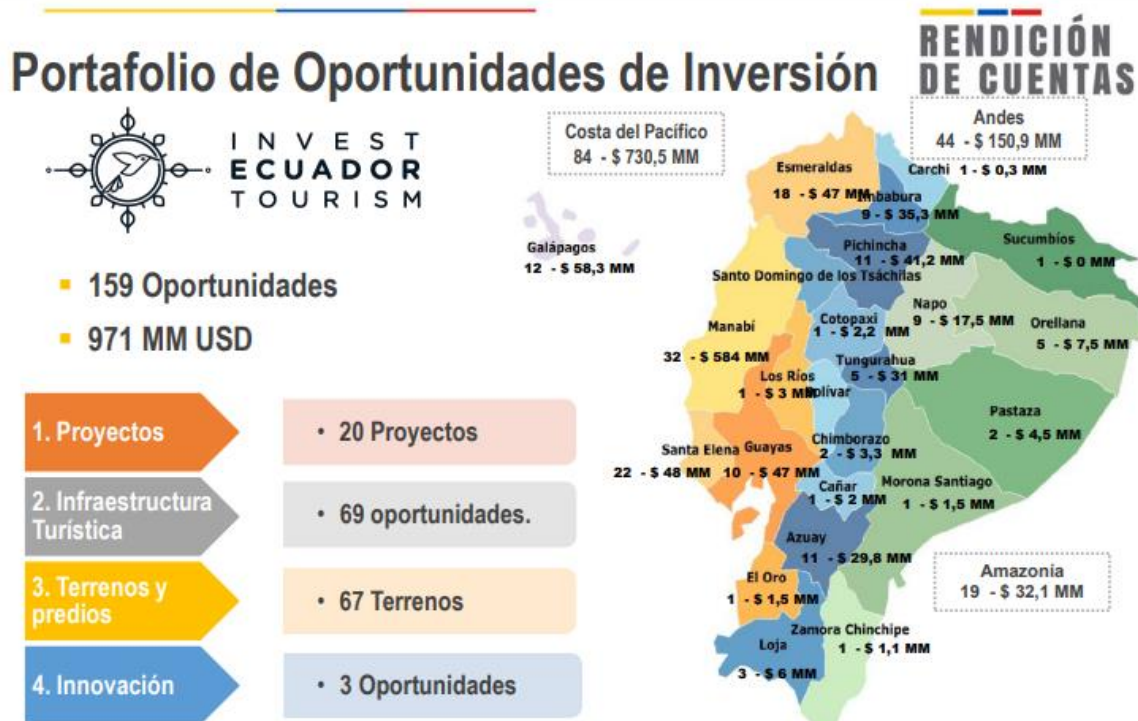 RENDICIÓN
DE CUENTAS
Portafolio de Oportunidades de Inversión
INVEST
ECUADOR
TOURISM
▪ 159 Oportunidades
▪ 971 MM USD
1. Proyectos
• 20 Proyectos
2. Infraestructura
Turística
• 69 oportunidades.
3. Terrenos y
predios
• 67 Terrenos
4. Innovación
• 3 Oportunidades
Costa del Pacífico
84 - $ 730,5 MM
Andes
44 - $ 150,9 MM
Esmeraldas
18 - $ 47 MM
Carchi 1 - $ 0,3 MM
Imbabura
9 - $ 35,3 MM
Galápagos
12 - $ 58,3 MM
Pichincha
11 - $ 41,2 MM
Sucumbíos
1 - $ 0 MM
Santo Domingo de los Tsáchilas
Manabí
32 - $ 584 MM
Cotopaxi
1 - $ 2,2 MM
Napo
9 - $ 17,5 MM
Orellana
5 - $ 7,5 MM
Tungurahua
5 - $ 31 MM
Los Ríos
1 - $ 3 MM
Bolívar
Pastaza
2 - $ 4,5 MM
Santa Elena
22 - $ 48 MM
Guayas
10 - $ 47 MM
Chimborazo
2 - $ 3,3 MM
Cañar
1 - $ 2 MM
Morona Santiago
1 - $ 1,5 MM
Azuay
11 - $ 29,8 MM
El Oro
1 - $ 1,5 MM
Amazonía
19 - $ 32,1 MM
Zamora Chinchipe
1 - $ 1,1 MM
Loja
3 - $ 6 MM